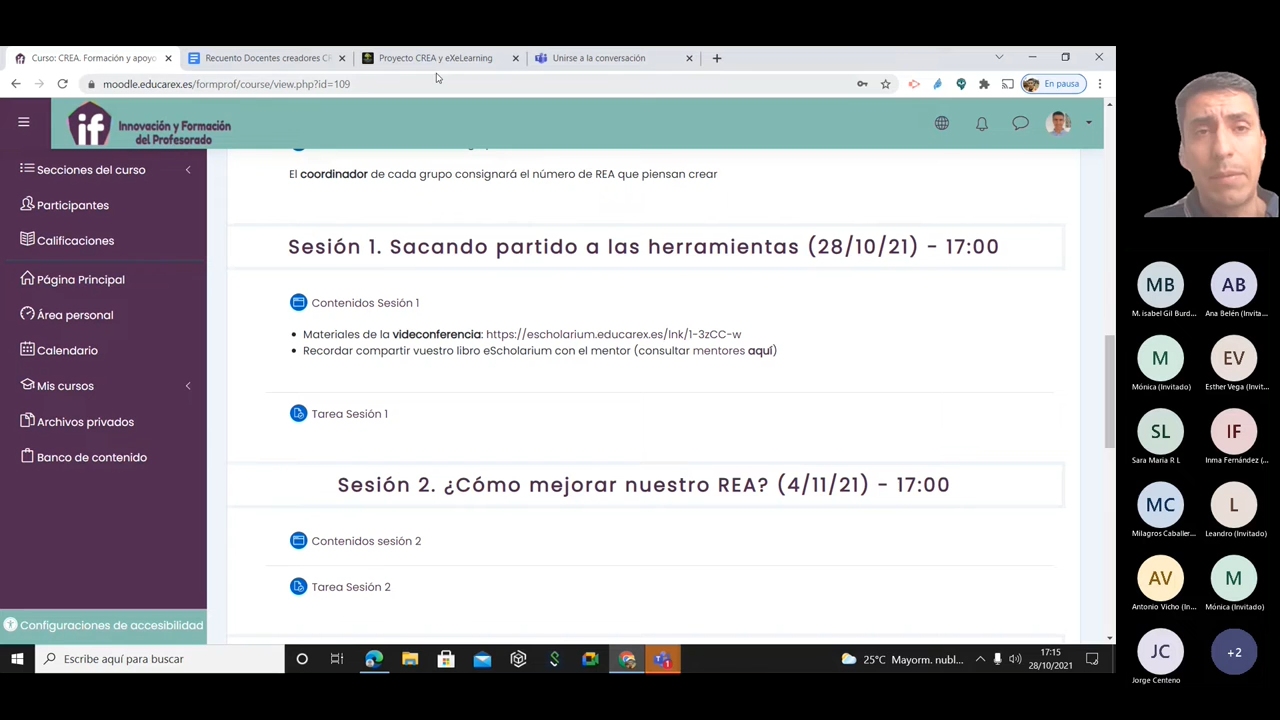 Curso: CREA. Formación y apoyo
Recuento Docentes creadores CR
Proyecto CREA y eXeLearning
Unirse a la conversación
moodle.educarex.es/formprof/course/view.php?id=109
En pausa
if Innovación y Formación
del Profesorado
Secciones del curso
Participantes
Calificaciones
Página Principal
Área personal
Calendario
Mis cursos
Archivos privados
Banco de contenido
Configuraciones de accesibilidad
El coordinador de cada grupo consignará el número de REA que piensan crear
Sesión 1. Sacando partido a las herramientas (28/10/21) - 17:00
Contenidos Sesión 1
Materiales de la videconferencia: https://escholarium.educarex.es/lnk/1-3zCC-w
Recordar compartir vuestro libro eScholarium con el mentor (consultar mentores aquí)
Tarea Sesión 1
Sesión 2. ¿Cómo mejorar nuestro REA? (4/11/21) - 17:00
Contenidos sesión 2
Tarea Sesión 2
Escribe aquí para buscar
25°C Mayorm. nubl...
17:15
28/10/2021
MB
M. isabel Gil Burd...
AB
Ana Belén (Invita...
M
Mónica (Invitado)
EV
Esther Vega (Invit...
SL
Sara Maria R L
IF
Inma Fernández (...
MC
Milagros Caballer...
L
Leandro (Invitado)
AV
Antonio Vicho (In...
M
Mónica (Invitado)
JC
Jorge Centeno
+2